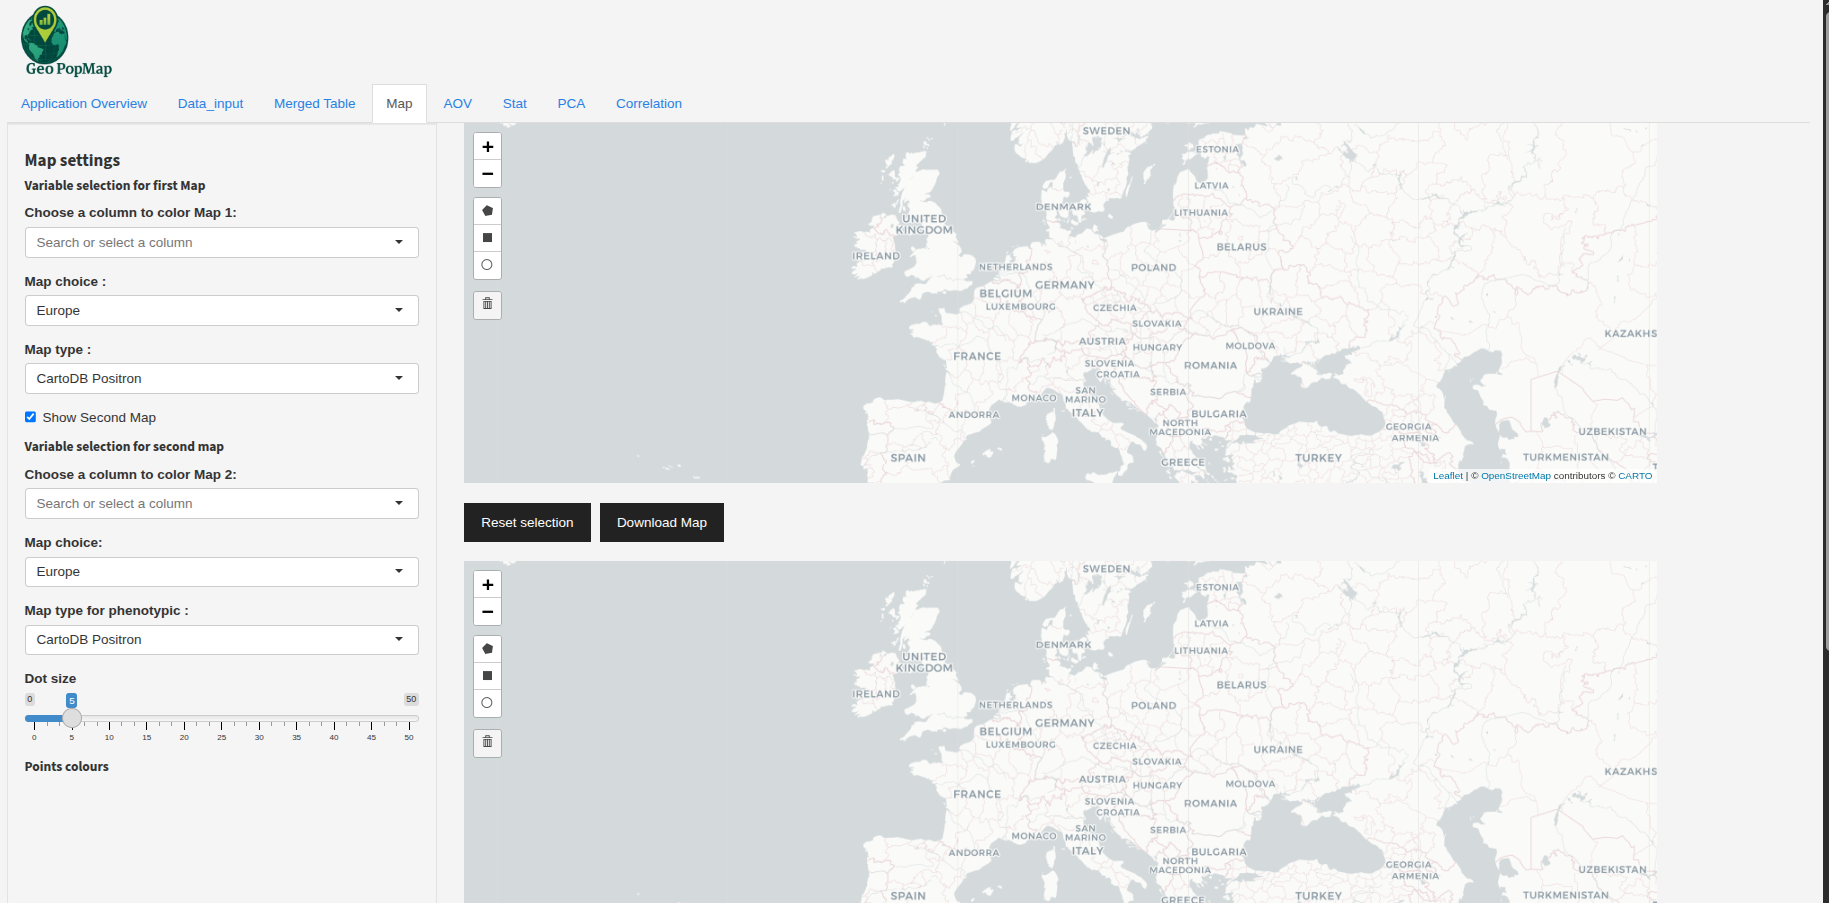 Geo PopMap
Application Overview Data_input Merged Table Map AOV Stat PCA Correlation
Map settings
Variable selection for first Map
Choose a column to color Map 1:
Search or select a column
Map choice :
Europe
Map type :
CartoDB Positron
Show Second Map
Variable selection for second map
Choose a column to color Map 2:
Search or select a column
Map choice:
Europe
Map type for phenotypic :
CartoDB Positron
Dot size
0 5 50
0 5 10 15 20 25 30 35 40 45 50
Points colours
+
−
SWEDEN
ESTONIA
LATVIA
DENMARK
LITHUANIA
UNITED
KINGDOM
BELARUS
IRELAND
NETHERLANDS
POLAND
GERMANY
BELGIUM
LUXEMBOURG
CZECHIA
UKRAINE
SLOVAKIA
KAZAKHS
AUSTRIA
HUNGARY
MOLDOVA
FRANCE
SLOVENIA
ROMANIA
CROATIA
SAN
MARINO
SERBIA
MONACO
ITALY
ANDORRA
BULGARIA
NORTH
MACEDONIA
GEORGIA
ARMENIA
UZBEKISTAN
SPAIN
GREECE
TURKEY
TURKMENISTAN
Leaflet | © OpenStreetMap contributors © CARTO
Reset selection Download Map
+
−
SWEDEN
ESTONIA
LATVIA
DENMARK
LITHUANIA
UNITED
KINGDOM
BELARUS
IRELAND
NETHERLANDS
POLAND
GERMANY
BELGIUM
LUXEMBOURG
CZECHIA
UKRAINE
SLOVAKIA
KAZAKHS
AUSTRIA
HUNGARY
MOLDOVA
FRANCE
SLOVENIA
ROMANIA
CROATIA
SAN
MARINO
SERBIA
MONACO
ITALY
ANDORRA
BULGARIA
NORTH
MACEDONIA
GEORGIA
ARMENIA
UZBEKISTAN
SPAIN
GREECE
TURKEY
TURKMENISTAN